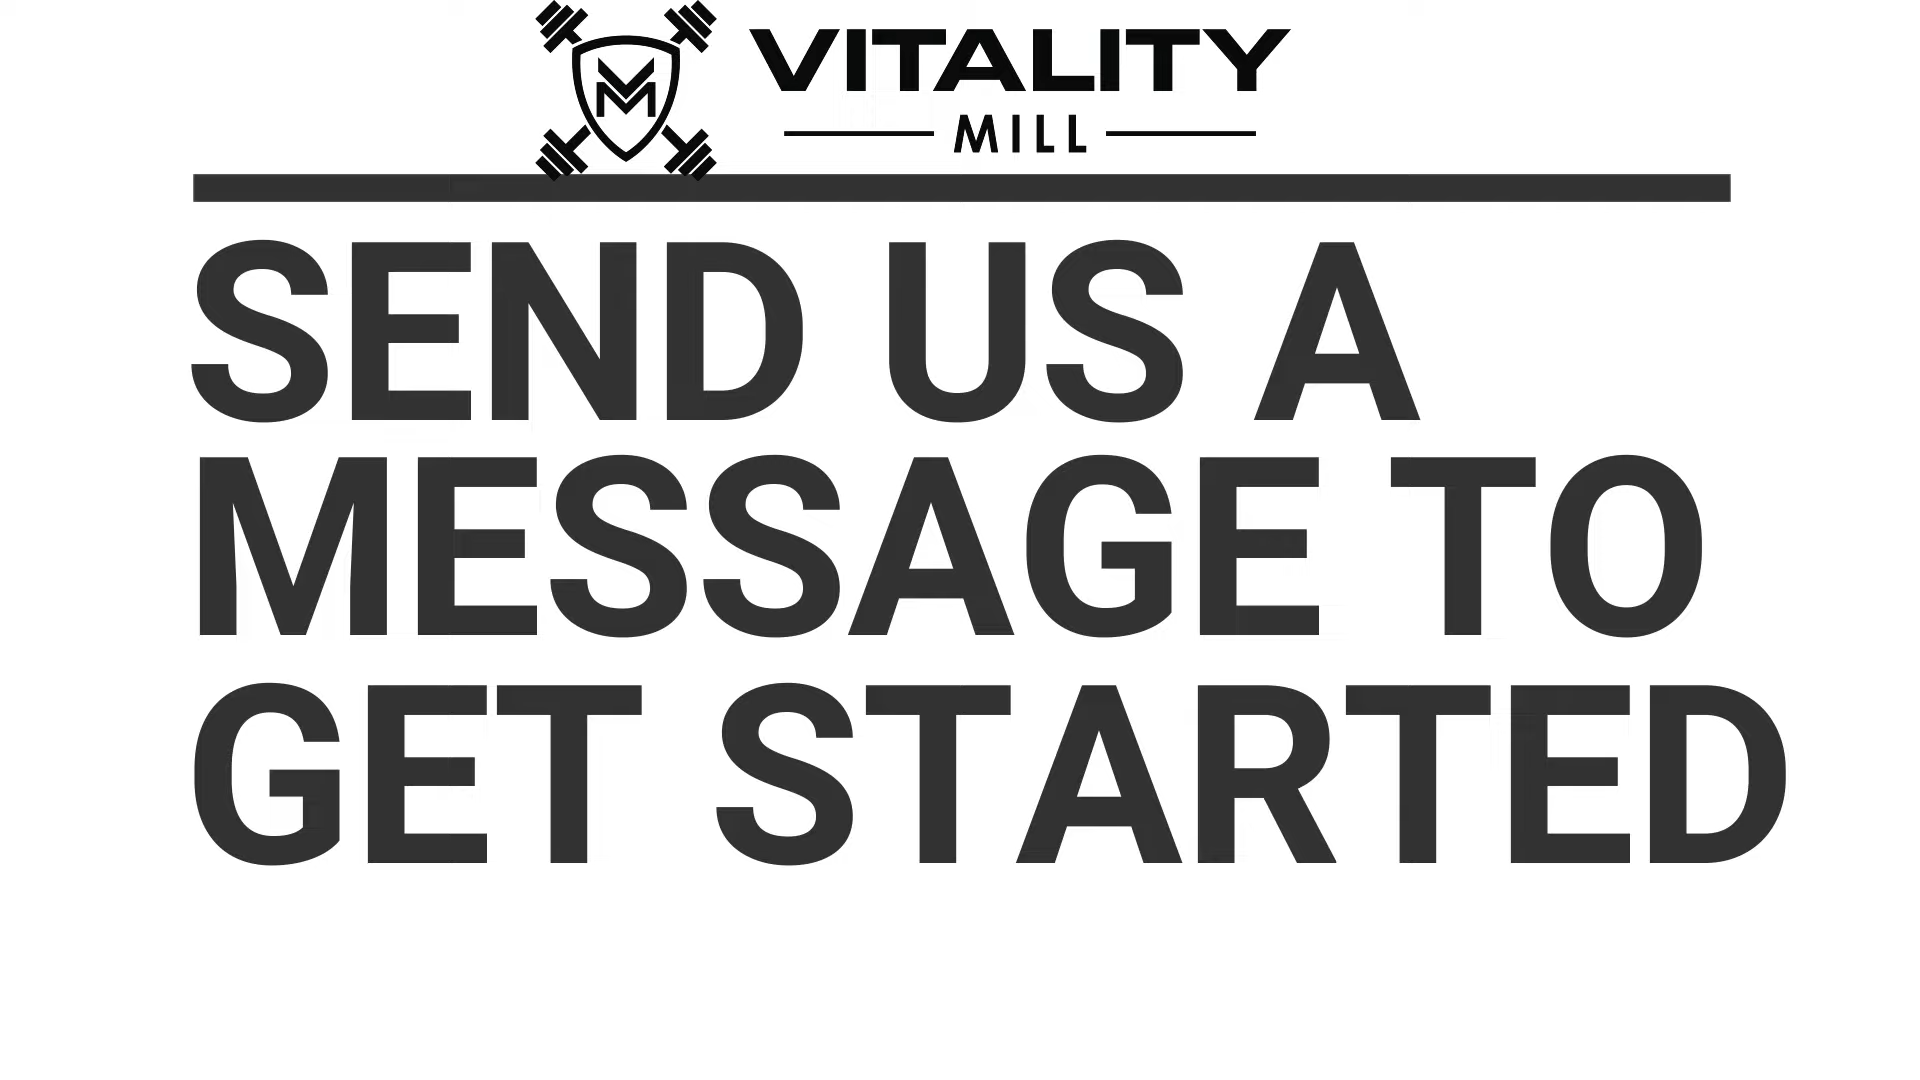 VITALITY
MILL
SEND US A
MESSAGE TO
GET STARTED